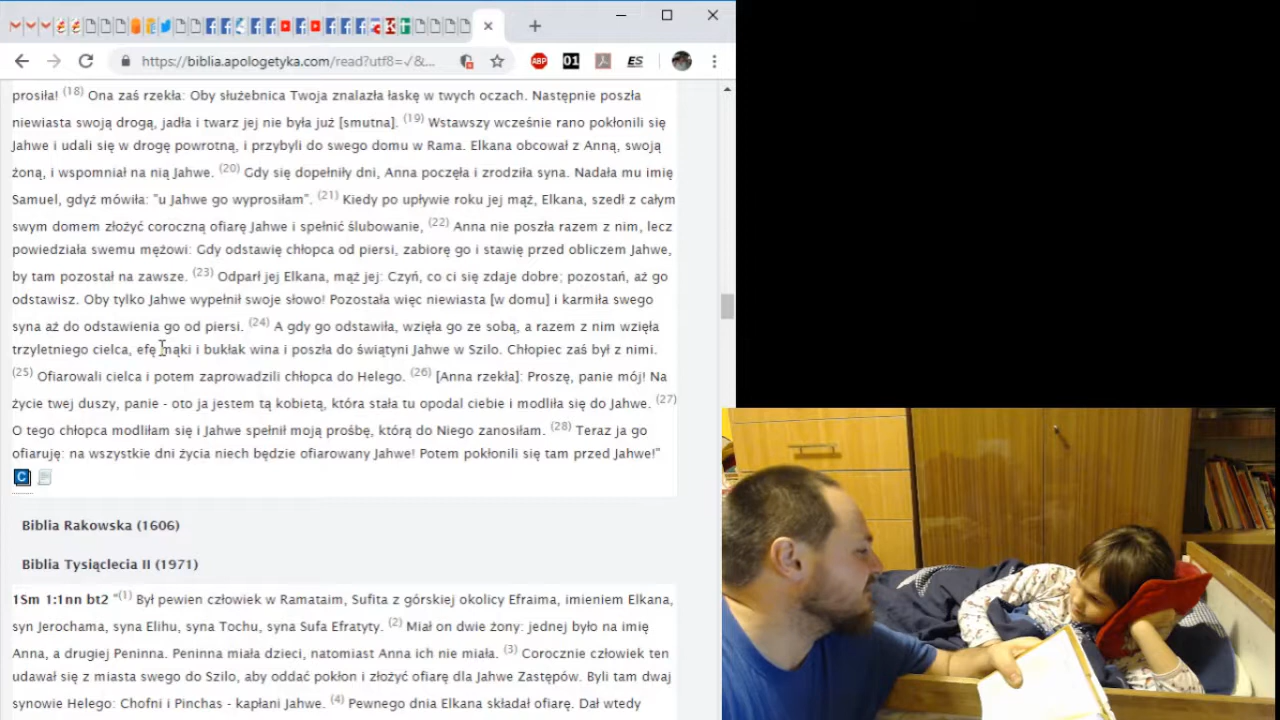 https://biblia.apologetyka.com/read?utf8=✓&...
ABP
01
ES
prosiła! (18) Ona zaś rzekła: Oby służebnica Twoja znalazła łaskę w twych oczach. Następnie poszła
niewiasta swoją drogą, jadła i twarz jej nie była już [smutna]. (19) Wstawszy wcześnie rano pokłonili się
Jahwe i udali się w drogę powrotną, i przybyli do swego domu w Rama. Elkana obcował z Anną, swoją
żoną, i wspomniał na nią Jahwe. (20) Gdy się dopełniły dni, Anna poczęła i zrodziła syna. Nadała mu imię
Samuel, gdyż mówiła: "u Jahwe go wyprosiłam". (21) Kiedy po upływie roku jej mąż, Elkana, szedł z całym
swym domem złożyć coroczną ofiarę Jahwe i spełnić ślubowanie, (22) Anna nie poszła razem z nim, lecz
powiedziała swemu mężowi: Gdy odstawię chłopca od piersi, zabiorę go i stawię przed obliczem Jahwe,
by tam pozostał na zawsze. (23) Odparł jej Elkana, mąż jej: Czyń, co ci się zdaje dobre; pozostań, aż go
odstawisz. Oby tylko Jahwe wypełnił swoje słowo! Pozostała więc niewiasta [w domu] i karmiła swego
syna aż do odstawienia go od piersi. (24) A gdy go odstawiła, wzięła go ze sobą, a razem z nim wzięła
trzyletniego cielca, efę mąki i bukłak wina i poszła do świątyni Jahwe w Szilo. Chłopiec zaś był z nimi.
(25) Ofiarowali cielca i potem zaprowadzili chłopca do Helego. (26) [Anna rzekła]: Proszę, panie mój! Na
życie twej duszy, panie - oto ja jestem tą kobietą, która stała tu opodal ciebie i modliła się do Jahwe. (27)
O tego chłopca modliłam się i Jahwe spełnił moją prośbę, którą do Niego zanosiłam. (28) Teraz ja go
ofiaruję: na wszystkie dni życia niech będzie ofiarowany Jahwe! Potem pokłonili się tam przed Jahwe!"
C
Biblia Rakowska (1606)
Biblia Tysiąclecia II (1971)
1Sm 1:1nn bt2 "(1) Był pewien człowiek w Ramataim, Sufita z górskiej okolicy Efraima, imieniem Elkana,
syn Jerochama, syna Elihu, syna Tochu, syna Sufa Efratyty. (2) Miał on dwie żony: jednej było na imię
Anna, a drugiej Peninna. Peninna miała dzieci, natomiast Anna ich nie miała. (3) Corocznie człowiek ten
udawał się z miasta swego do Szilo, aby oddać pokłon i złożyć ofiarę dla Jahwe Zastępów. Byli tam dwaj
synowie Helego: Chofni i Pinchas - kapłani Jahwe. (4) Pewnego dnia Elkana składał ofiarę. Dał wtedy